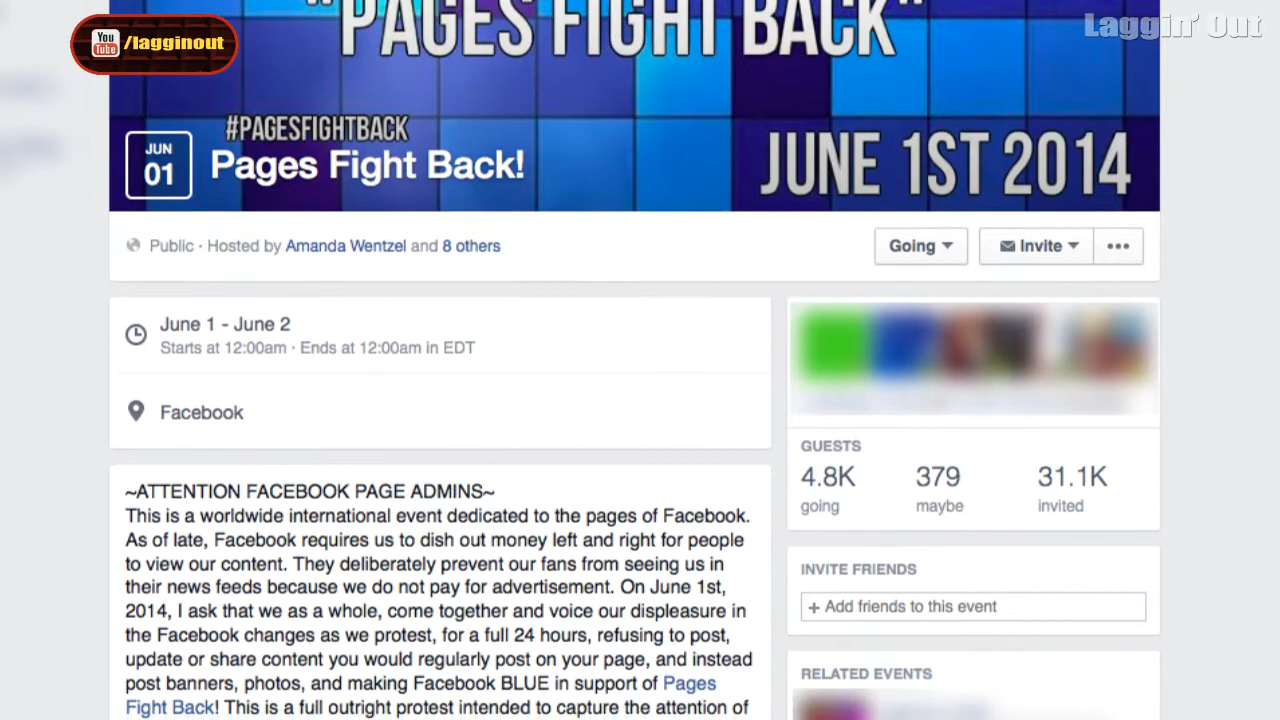 "PAGES FIGHT BACK"
You Tube /lagginout
Laggin' Out
#PAGESFIGHTBACK
JUN
01
Pages Fight Back!
JUNE 1ST 2014
Public · Hosted by Amanda Wentzel and 8 others
Going
Invite
June 1 - June 2
Starts at 12:00am · Ends at 12:00am in EDT
Facebook
GUESTS
4.8K 379 31.1K
going maybe invited
~ATTENTION FACEBOOK PAGE ADMINS~
This is a worldwide international event dedicated to the pages of Facebook.
As of late, Facebook requires us to dish out money left and right for people
to view our content. They deliberately prevent our fans from seeing us in
their news feeds because we do not pay for advertisement. On June 1st,
2014, I ask that we as a whole, come together and voice our displeasure in
the Facebook changes as we protest, for a full 24 hours, refusing to post,
update or share content you would regularly post on your page, and instead
post banners, photos, and making Facebook BLUE in support of Pages
Fight Back! This is a full outright protest intended to capture the attention of
INVITE FRIENDS
+ Add friends to this event
RELATED EVENTS